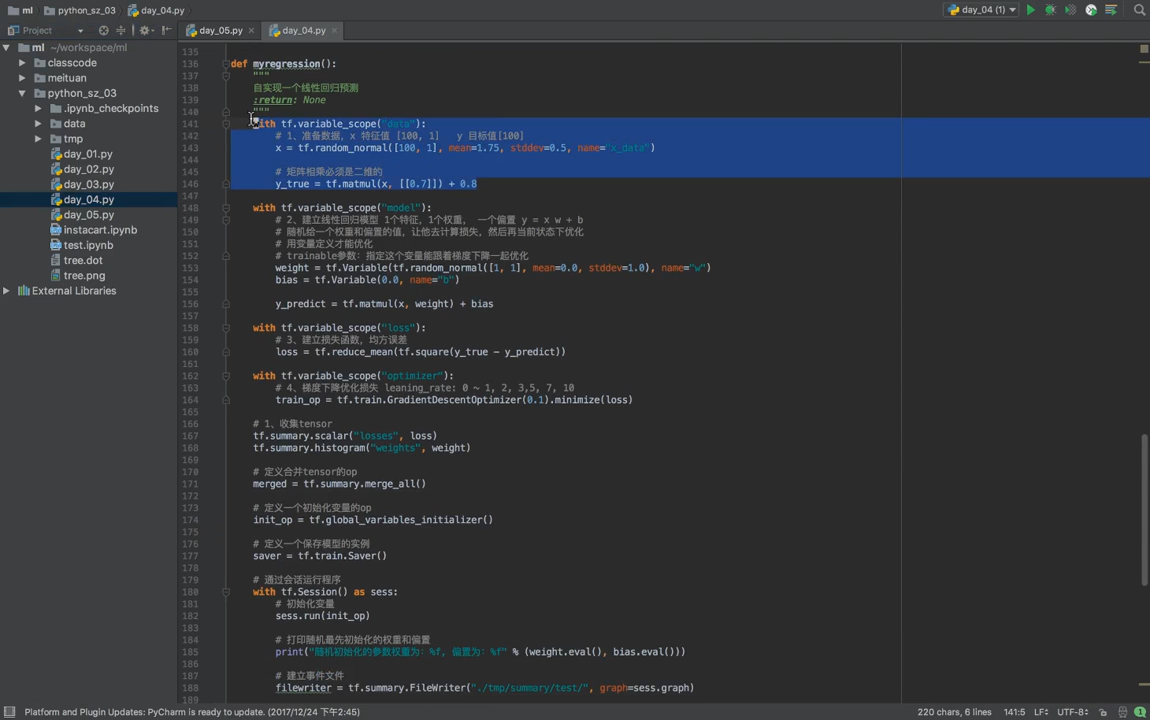 ml python_sz_03 day_04.py day_04 (1)
Project day_05.py day_04.py
ml ~/workspace/ml
classcode
meituan
python_sz_03
.ipynb_checkpoints
data
tmp
day_01.py
day_02.py
day_03.py
day_04.py
day_05.py
instacart.ipynb
test.ipynb
tree.dot
tree.png
External Libraries
135
136 def myregression():
137 """
138 自实现一个线性回归预测
139 :return: None
140 """
141 with tf.variable_scope("data"):
142 # 1、准备数据，x 特征值 [100, 1] y 目标值[100]
143 x = tf.random_normal([100, 1], mean=1.75, stddev=0.5, name="x_data")
144
145 # 矩阵相乘必须是二维的
146 y_true = tf.matmul(x, [[0.7]]) + 0.8
147
148 with tf.variable_scope("model"):
149 # 2、建立线性回归模型 1个特征，1个权重， 一个偏置 y = x w + b
150 # 随机给一个权重和偏置的值，让他去计算损失，然后再当前状态下优化
151 # 用变量定义才能优化
152 # trainable参数：指定这个变量能跟着梯度下降一起优化
153 weight = tf.Variable(tf.random_normal([1, 1], mean=0.0, stddev=1.0), name="w")
154 bias = tf.Variable(0.0, name="b")
155
156 y_predict = tf.matmul(x, weight) + bias
157
158 with tf.variable_scope("loss"):
159 # 3、建立损失函数，均方误差
160 loss = tf.reduce_mean(tf.square(y_true - y_predict))
161
162 with tf.variable_scope("optimizer"):
163 # 4、梯度下降优化损失 leaning_rate: 0 ~ 1, 2, 3,5, 7, 10
164 train_op = tf.train.GradientDescentOptimizer(0.1).minimize(loss)
165
166 # 1、收集tensor
167 tf.summary.scalar("losses", loss)
168 tf.summary.histogram("weights", weight)
169
170 # 定义合并tensor的op
171 merged = tf.summary.merge_all()
172
173 # 定义一个初始化变量的op
174 init_op = tf.global_variables_initializer()
175
176 # 定义一个保存模型的实例
177 saver = tf.train.Saver()
178
179 # 通过会话运行程序
180 with tf.Session() as sess:
181 # 初始化变量
182 sess.run(init_op)
183
184 # 打印随机最先初始化的权重和偏置
185 print("随机初始化的参数权重为：%f, 偏置为：%f" % (weight.eval(), bias.eval()))
186
187 # 建立事件文件
188 filewriter = tf.summary.FileWriter("./tmp/summary/test/", graph=sess.graph)
189
Platform and Plugin Updates: PyCharm is ready to update. (2017/12/24 下午2:45) 220 chars, 6 lines 141:5 LF UTF-8 1